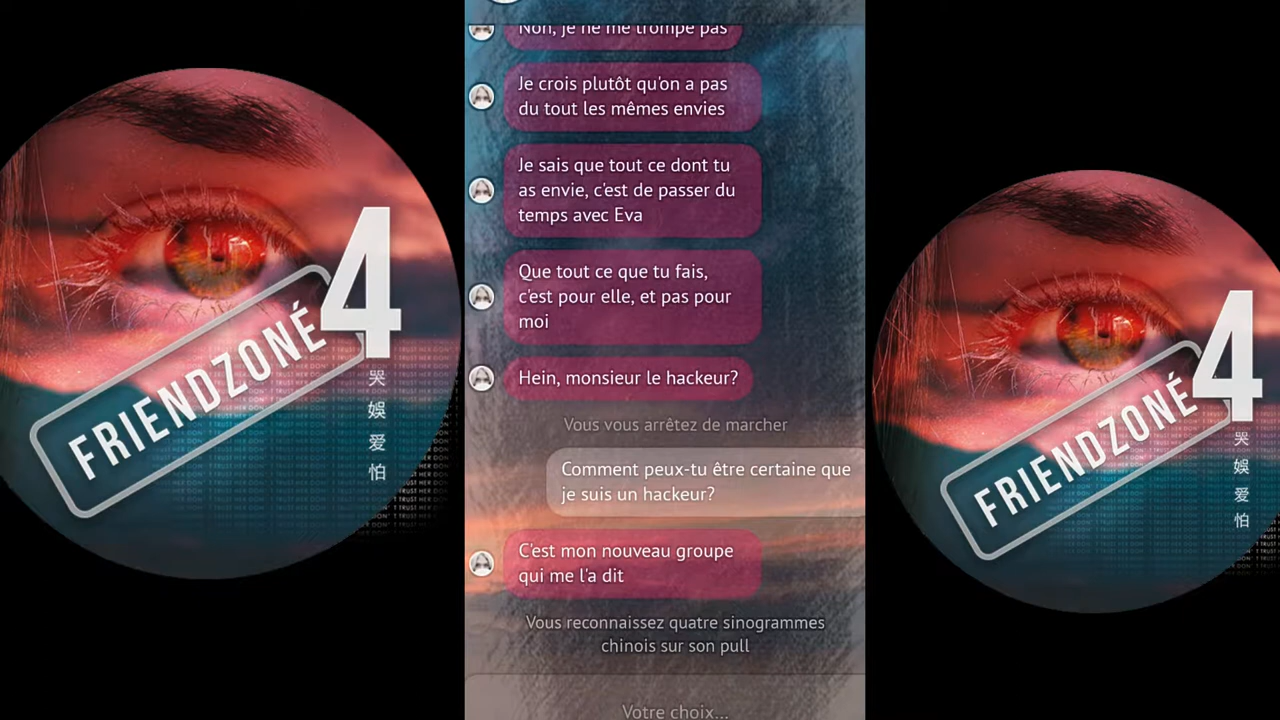 Non, je ne me trompe pas
Je crois plutôt qu'on a pas
du tout les mêmes envies
Je sais que tout ce dont tu
as envie, c'est de passer du
temps avec Eva
Que tout ce que tu fais,
c'est pour elle, et pas pour
moi
Hein, monsieur le hackeur?
Vous vous arrêtez de marcher
Comment peux-tu être certaine que
je suis un hackeur?
C'est mon nouveau groupe
qui me l'a dit
Vous reconnaissez quatre sinogrammes
chinois sur son pull
Votre choix...
FRIENDZONÉ
4
哭
娛
爱
怕
FRIENDZONÉ
4
哭
娛
爱
怕